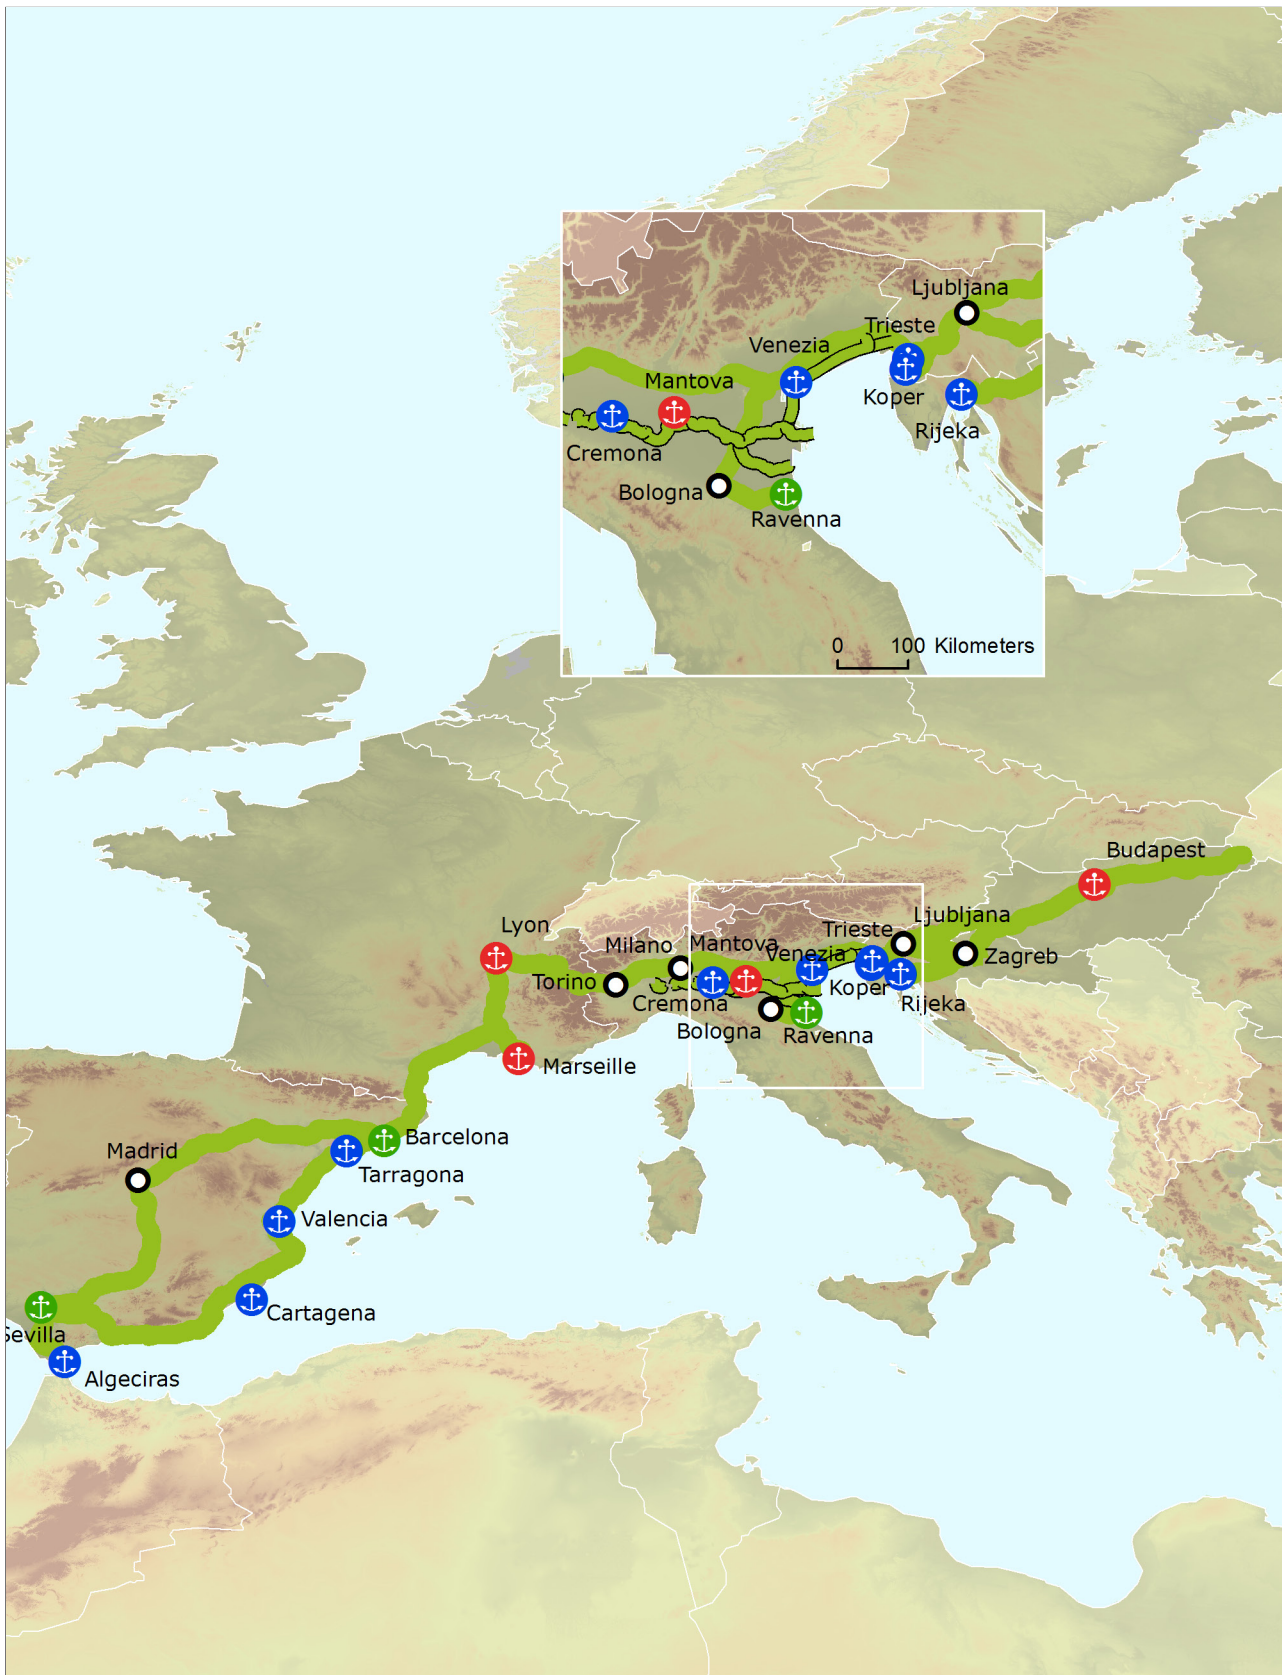 Ljubljana
Trieste
Venezia
Mantova
Koper
Rijeka
Cremona
Bologna
Ravenna
0 100 Kilometers
Budapest
Lyon
Ljubljana
Trieste
Milano
Mantova
Venezia
Zagreb
Torino
Koper
Cremona
Rijeka
Bologna
Ravenna
Marseille
Barcelona
Madrid
Tarragona
Valencia
Cartagena
Sevilla
Algeciras